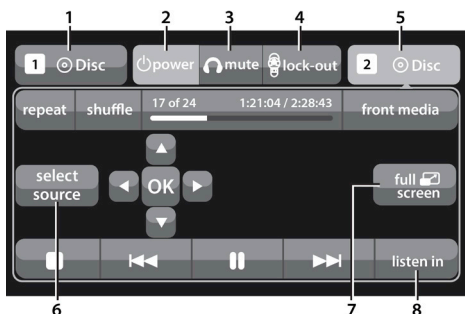 1 2 3 4 5
1 Disc power mute lock-out 2 Disc
repeat shuffle 17 of 24 1:21:04 / 2:28:43 front media
select
source
OK
full
screen
listen in
6 7 8